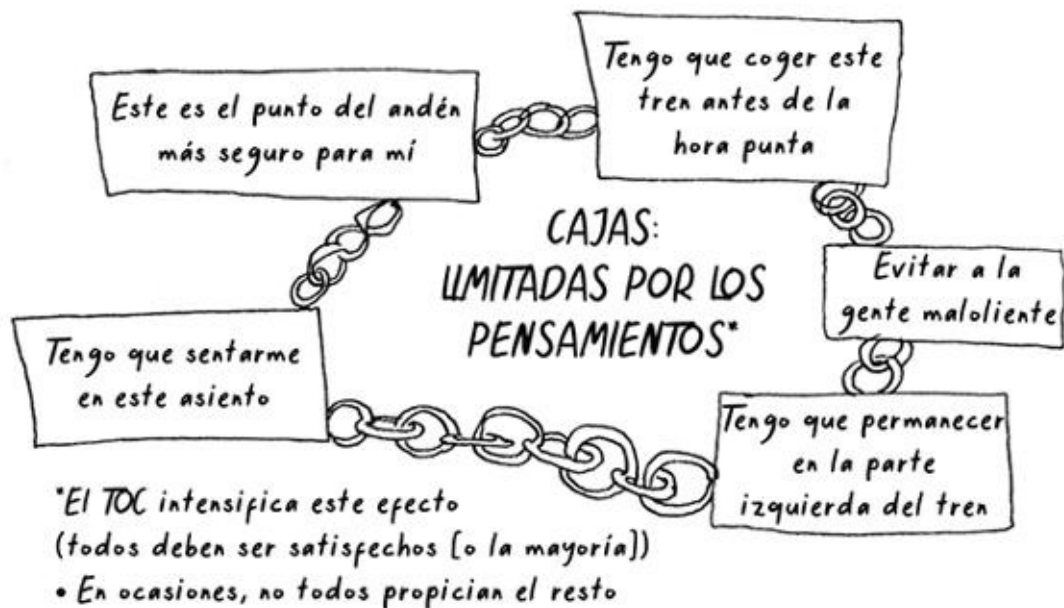 Este es el punto del andén
más seguro para mí
Tengo que coger este
tren antes de la
hora punta
CAJAS:
LIMITADAS POR LOS
PENSAMIENTOS*
Evitar a la
gente maloliente
Tengo que sentarme
en este asiento
Tengo que permanecer
en la parte
izquierda del tren
*El TOC intensifica este efecto
(todos deben ser satisfechos [o la mayoría])
• En ocasiones, no todos propician el resto